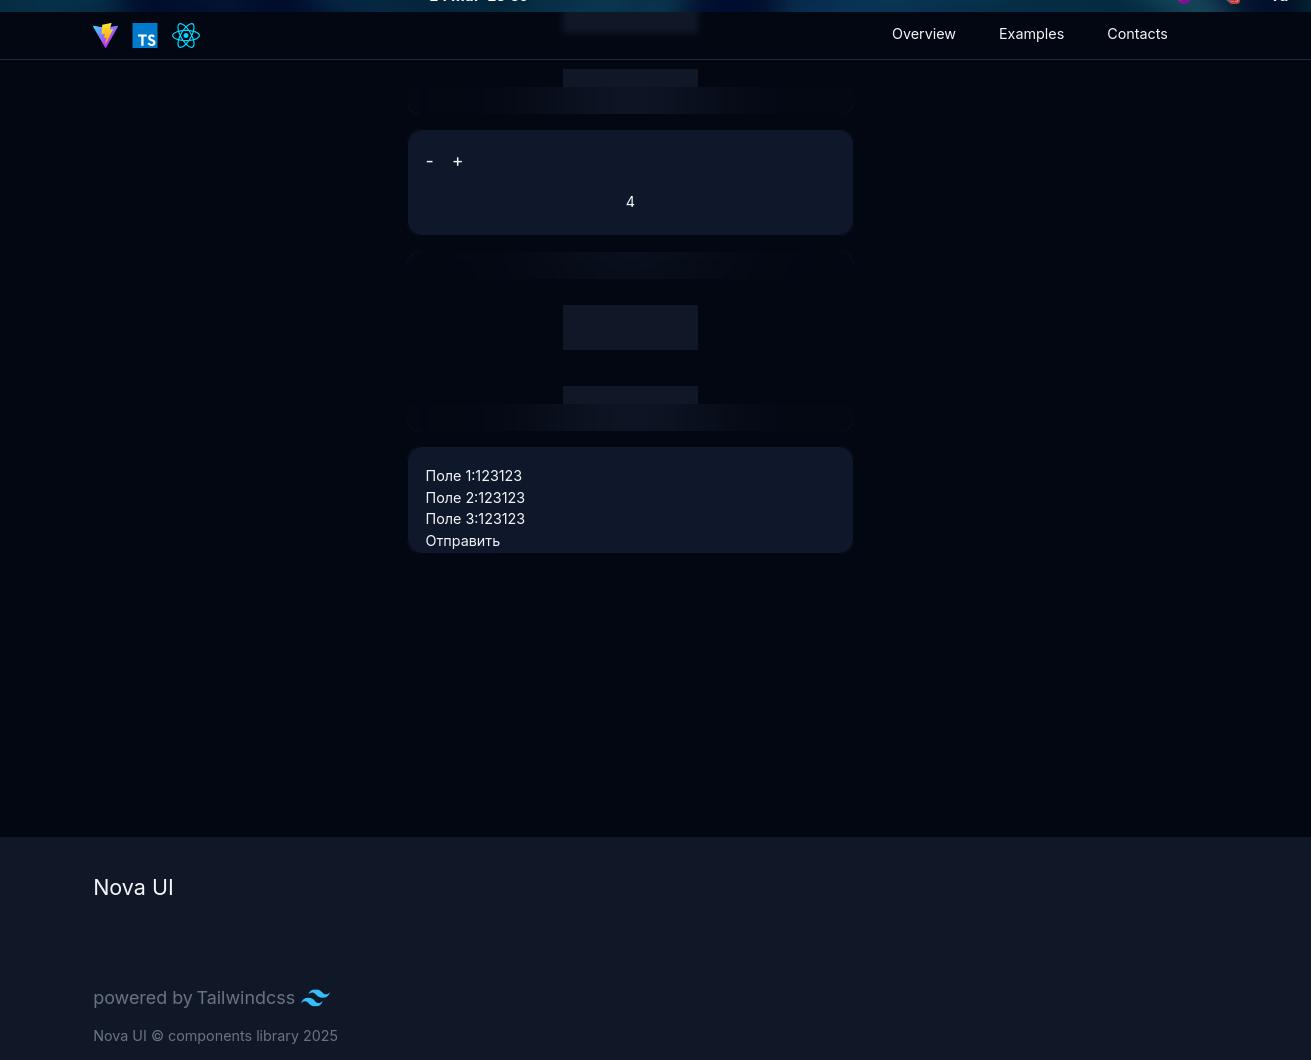 TS
Overview Examples Contacts
- +
4
Поле 1:123123
Поле 2:123123
Поле 3:123123
Отправить
Nova UI
powered by Tailwindcss
Nova UI © components library 2025